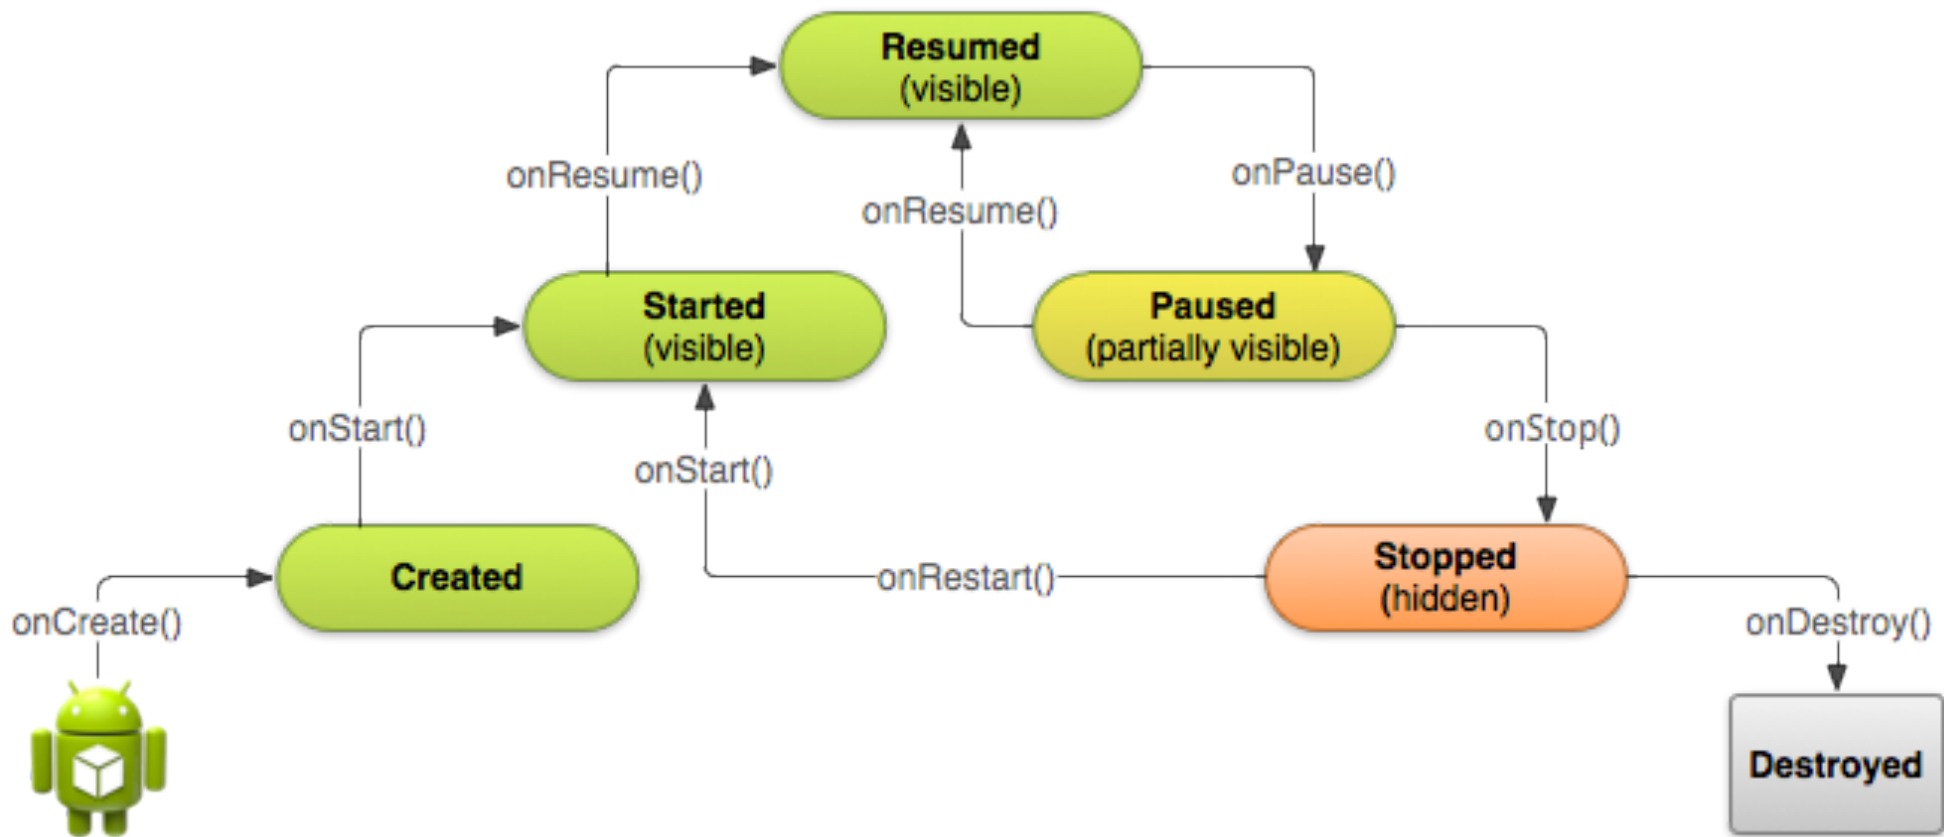 Resumed
(visible)
onResume()
onPause()
onResume()
Started
(visible)
Paused
(partially visible)
onStart()
onStop()
onStart()
Created
onRestart()
Stopped
(hidden)
onCreate()
onDestroy()
Destroyed